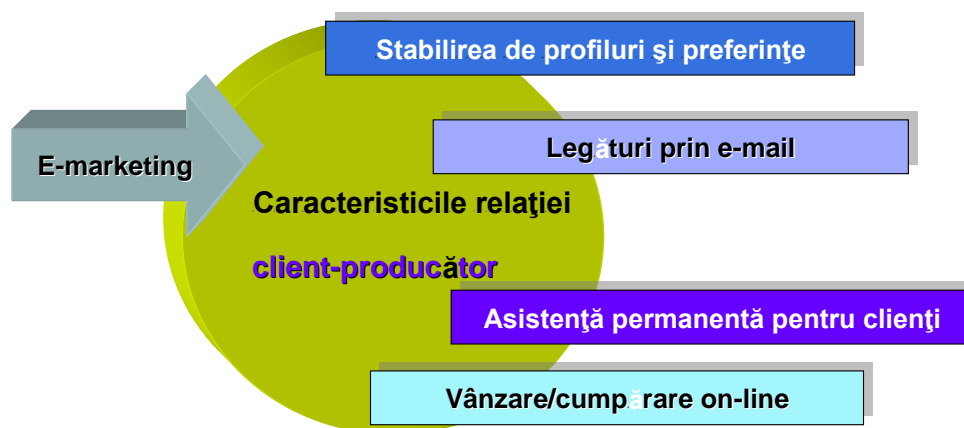 Stabilirea de profiluri şi preferinţe
Legături prin e-mail
E-marketing
Caracteristicile relaţiei
client-producător
Asistenţă permanentă pentru clienţi
Vânzare/cumpărare on-line